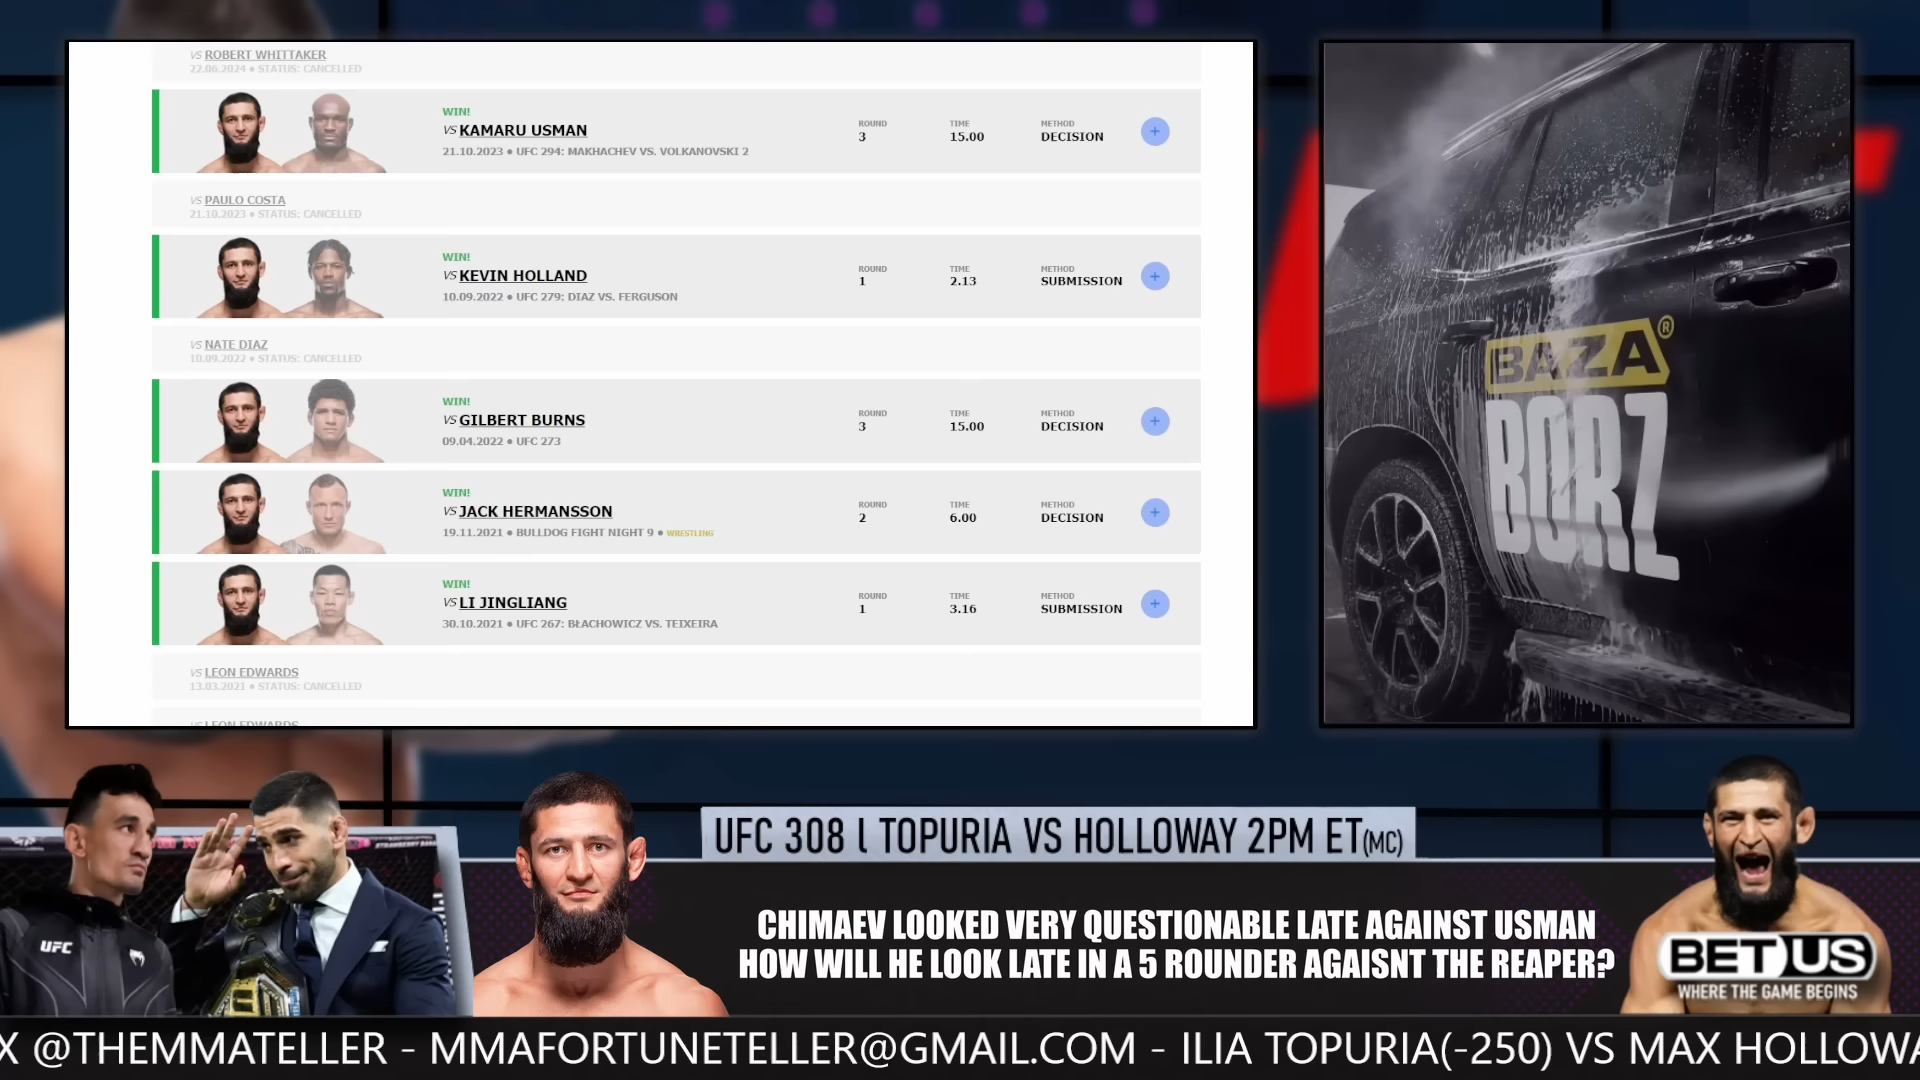 VS ROBERT WHITTAKER
22.06.2024 ● STATUS: CANCELLED
WIN!
VS KAMARU USMAN
21.10.2023 ● UFC 294: MAKHACHEV VS. VOLKANOVSKI 2
ROUND
3
TIME
15.00
METHOD
DECISION
+
VS PAULO COSTA
21.10.2023 ● STATUS: CANCELLED
WIN!
VS KEVIN HOLLAND
10.09.2022 ● UFC 279: DIAZ VS. FERGUSON
ROUND
1
TIME
2.13
METHOD
SUBMISSION
+
VS NATE DIAZ
10.09.2022 ● STATUS: CANCELLED
WIN!
VS GILBERT BURNS
09.04.2022 ● UFC 273
ROUND
3
TIME
15.00
METHOD
DECISION
+
WIN!
VS JACK HERMANSSON
19.11.2021 ● BULLDOG FIGHT NIGHT 9 ● WRESTLING
ROUND
2
TIME
6.00
METHOD
DECISION
+
WIN!
VS LI JINGLIANG
30.10.2021 ● UFC 267: BŁACHOWICZ VS. TEIXEIRA
ROUND
1
TIME
3.16
METHOD
SUBMISSION
+
VS LEON EDWARDS
13.03.2021 ● STATUS: CANCELLED
VS LEON EDWARDS
BAZA®
BORZ
UFC 308 l TOPURIA VS HOLLOWAY 2PM ET(MC)
UFC
CHIMAEV LOOKED VERY QUESTIONABLE LATE AGAINST USMAN
HOW WILL HE LOOK LATE IN A 5 ROUNDER AGAISNT THE REAPER?
BETUS
WHERE THE GAME BEGINS
X @THEMMATELLER - MMAFORTUNETELLER@GMAIL.COM - ILIA TOPURIA(-250) VS MAX HOLLOWA